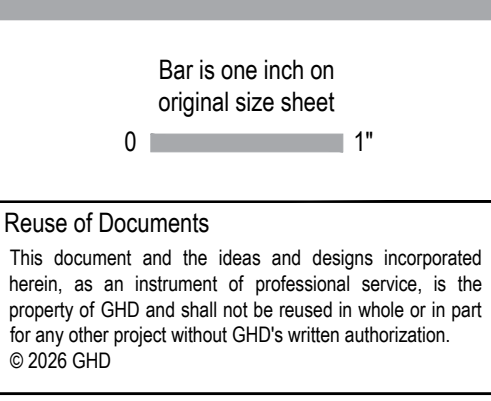 Bar is one inch on
original size sheet
0 1"
Reuse of Documents
This document and the ideas and designs incorporated
herein, as an instrument of professional service, is the
property of GHD and shall not be reused in whole or in part
for any other project without GHD's written authorization.
© 2026 GHD